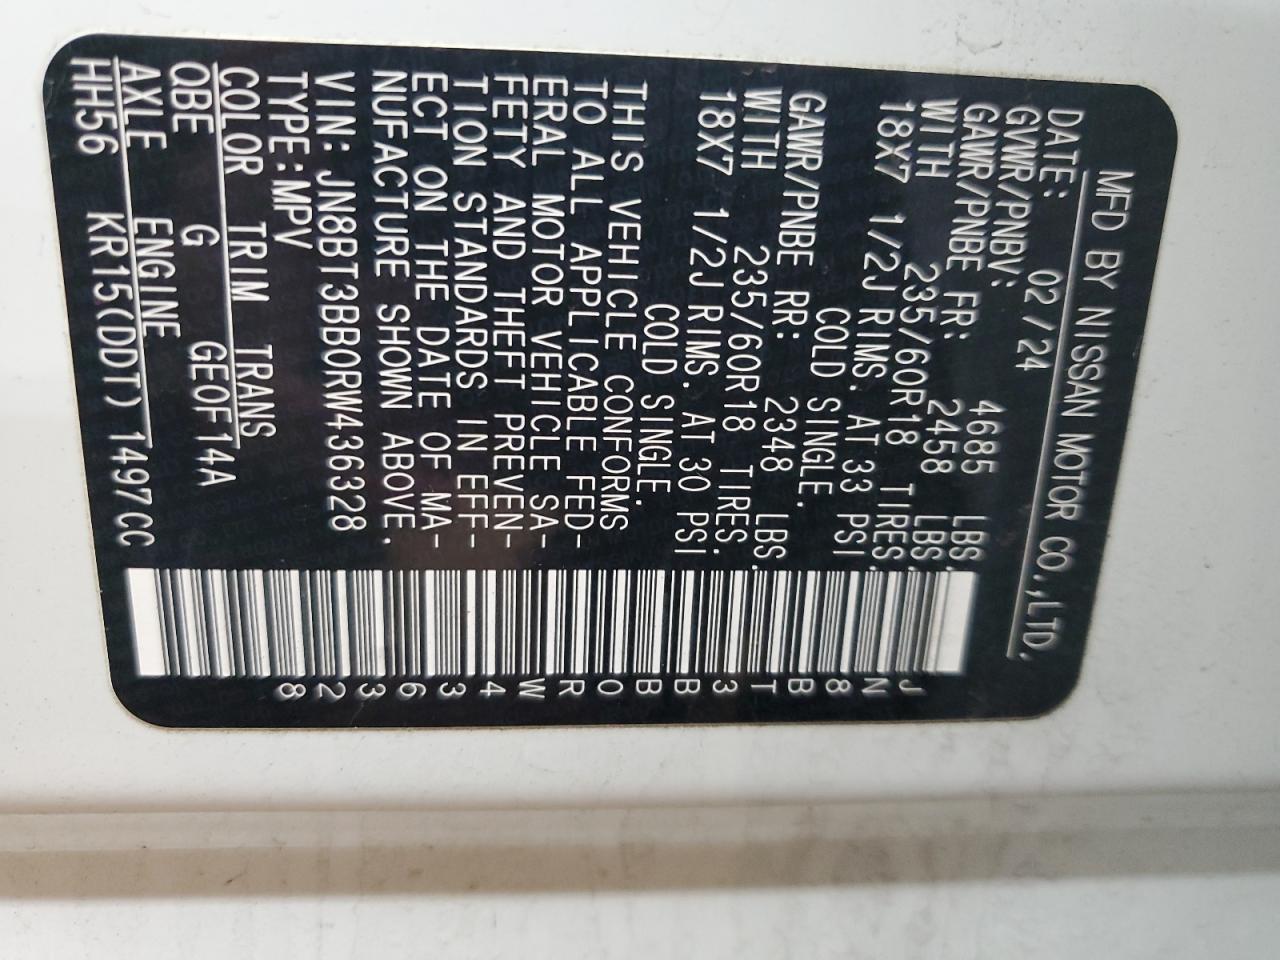 MFD BY NISSAN MOTOR CO.,LTD.
DATE: 02/24
GVWR/PNBV: 4685 LBS.
GAWR/PNBE FR: 2458 LBS.
WITH 235/60R18 TIRES.
18X7 1/2J RIMS. AT 33 PSI
COLD SINGLE.
GAWR/PNBE RR: 2348 LBS.
WITH 235/60R18 TIRES.
18X7 1/2J RIMS. AT 30 PSI
COLD SINGLE.
THIS VEHICLE CONFORMS
TO ALL APPLICABLE FED-
ERAL MOTOR VEHICLE SA-
FETY AND THEFT PREVEN-
TION STANDARDS IN EFF-
ECT ON THE DATE OF MA-
NUFACTURE SHOWN ABOVE.
VIN: JN8BT3BB0RW436328
TYPE:MPV
COLOR TRIM TRANS
QBE G GE0F14A
AXLE ENGINE
HH56 KR15(DDT) 1497CC
JN8BT3BB0RW436328